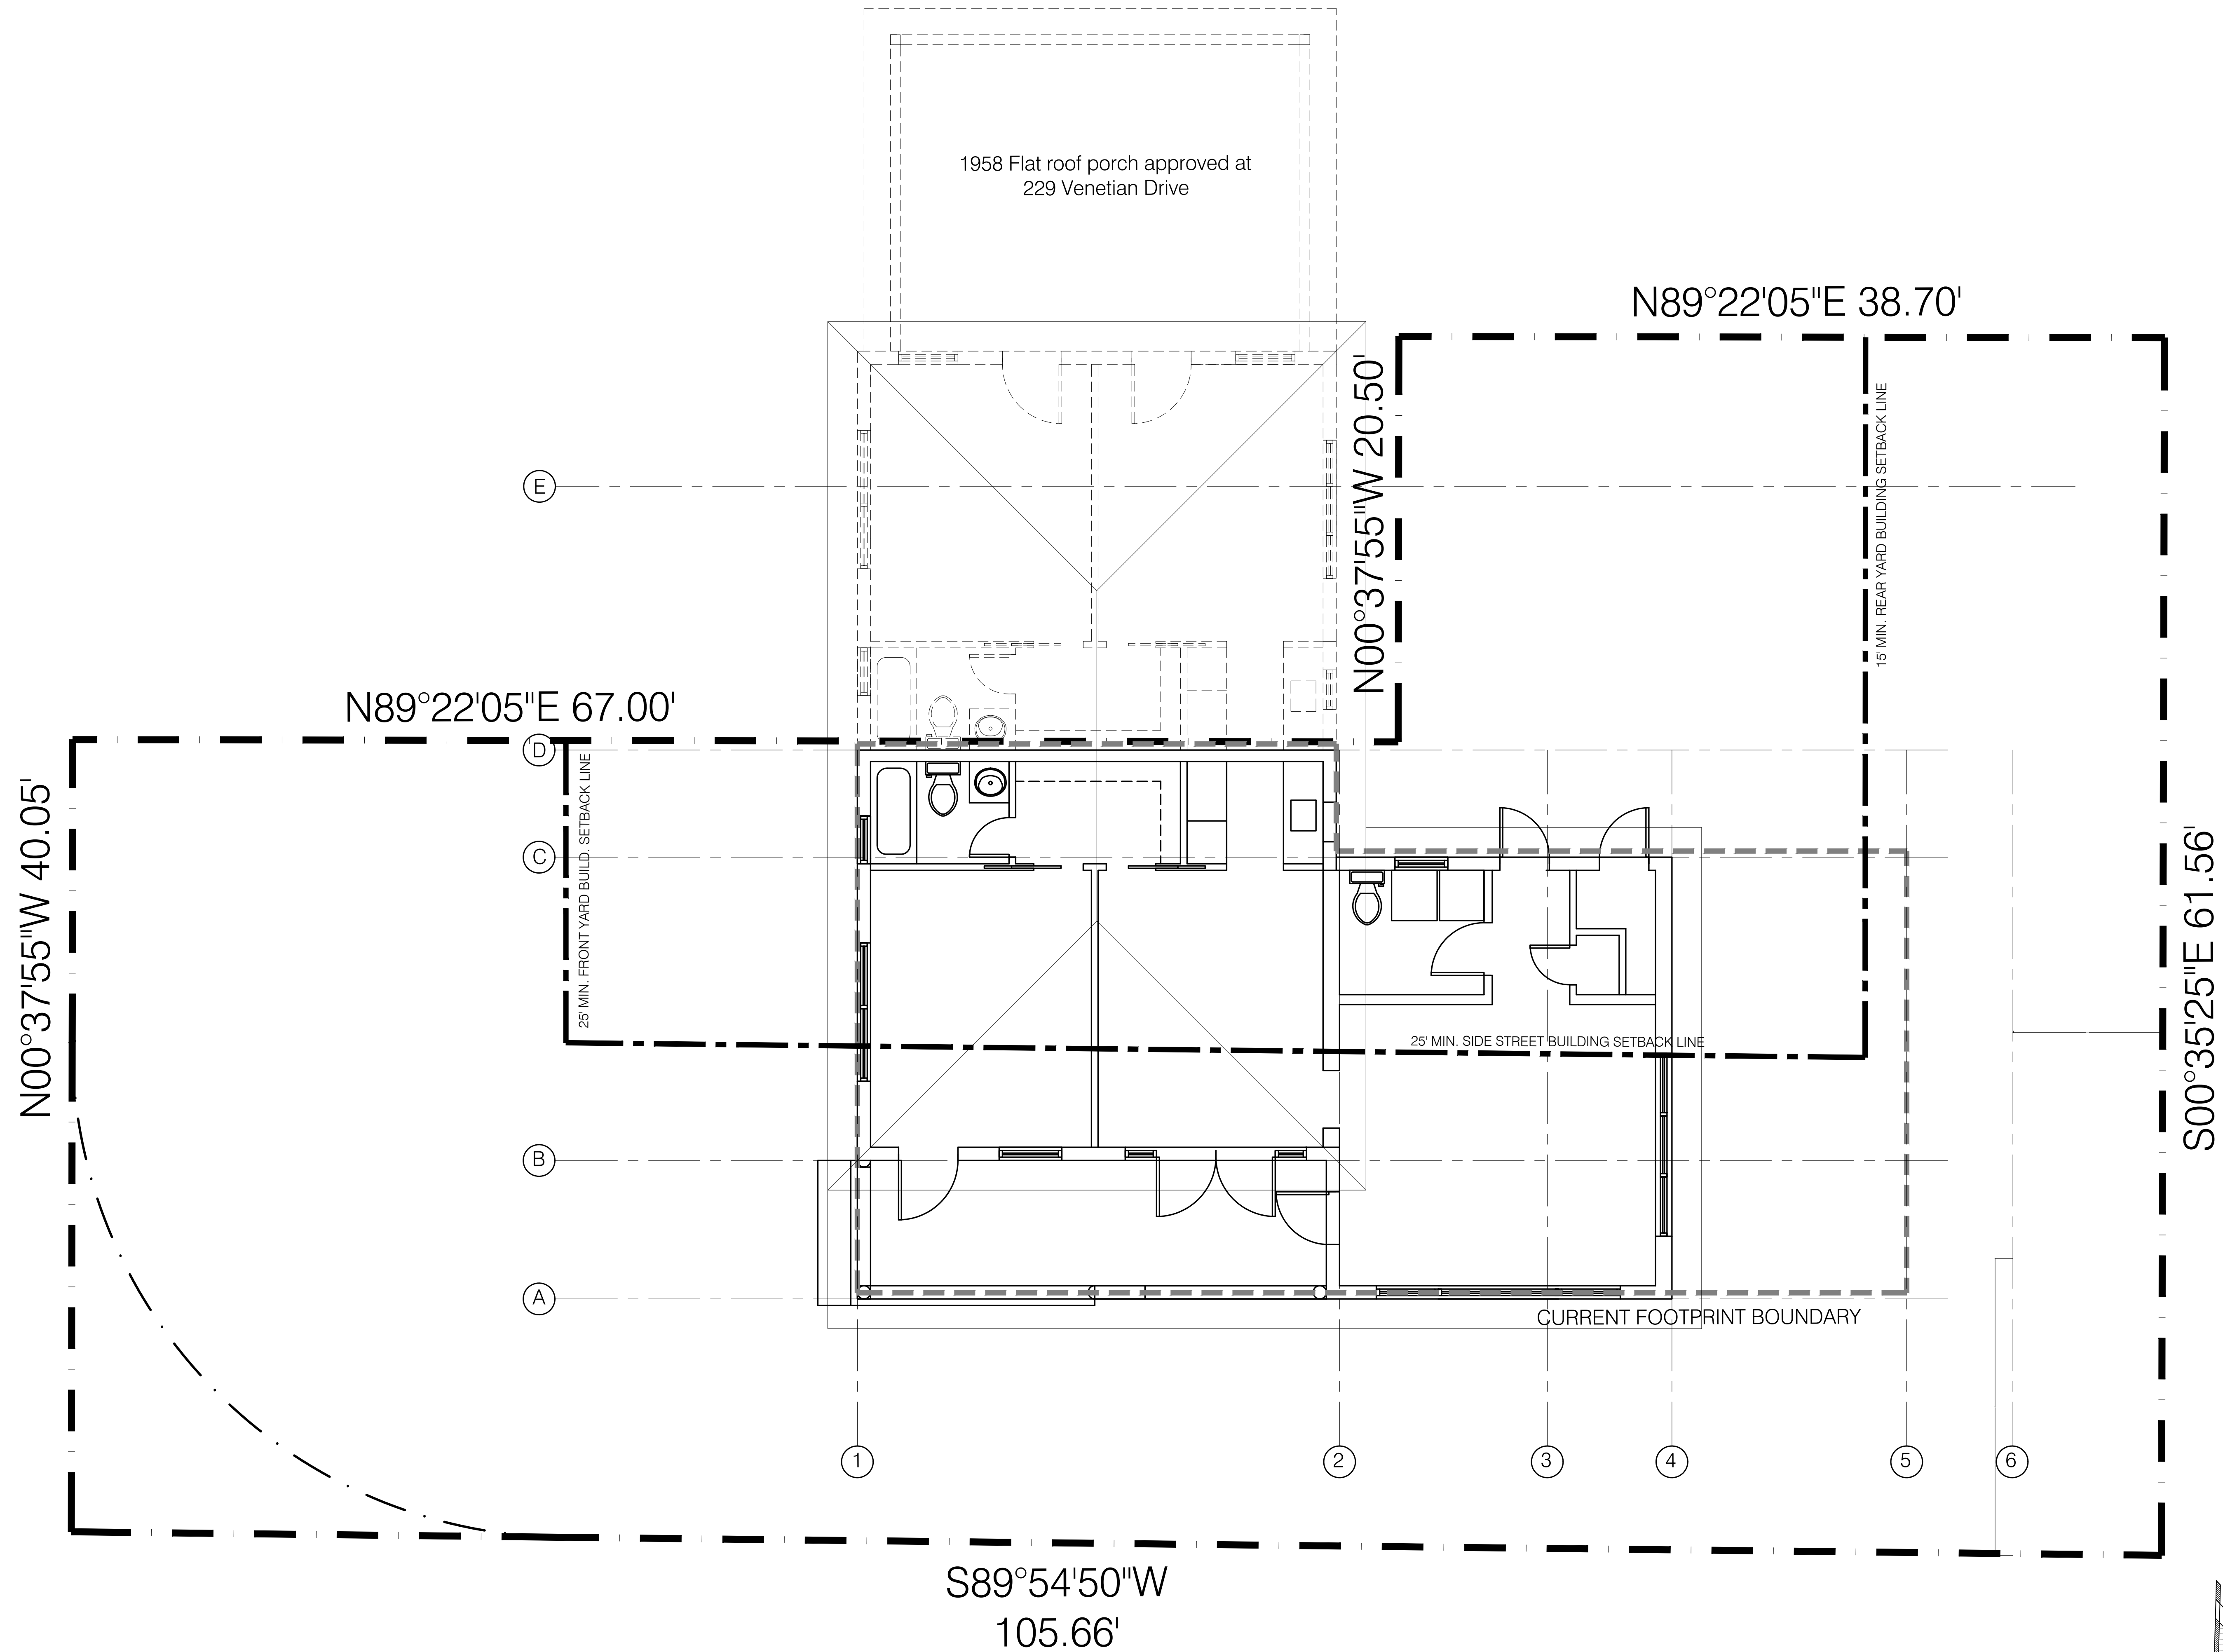 1958 Flat roof porch approved at
229 Venetian Drive
N89°22'05"E 38.70'
N00°37'55"W 20.50'
15' MIN. REAR YARD BUILDING SETBACK LINE
E
N89°22'05"E 67.00'
D
25' MIN. FRONT YARD BUILD. SETBACK LINE
N00°37'55"W 40.05'
C
S00°35'25"E 61.56'
25' MIN. SIDE STREET BUILDING SETBACK LINE
B
A
CURRENT FOOTPRINT BOUNDARY
1
2
3
4
5
6
S89°54'50"W
105.66'